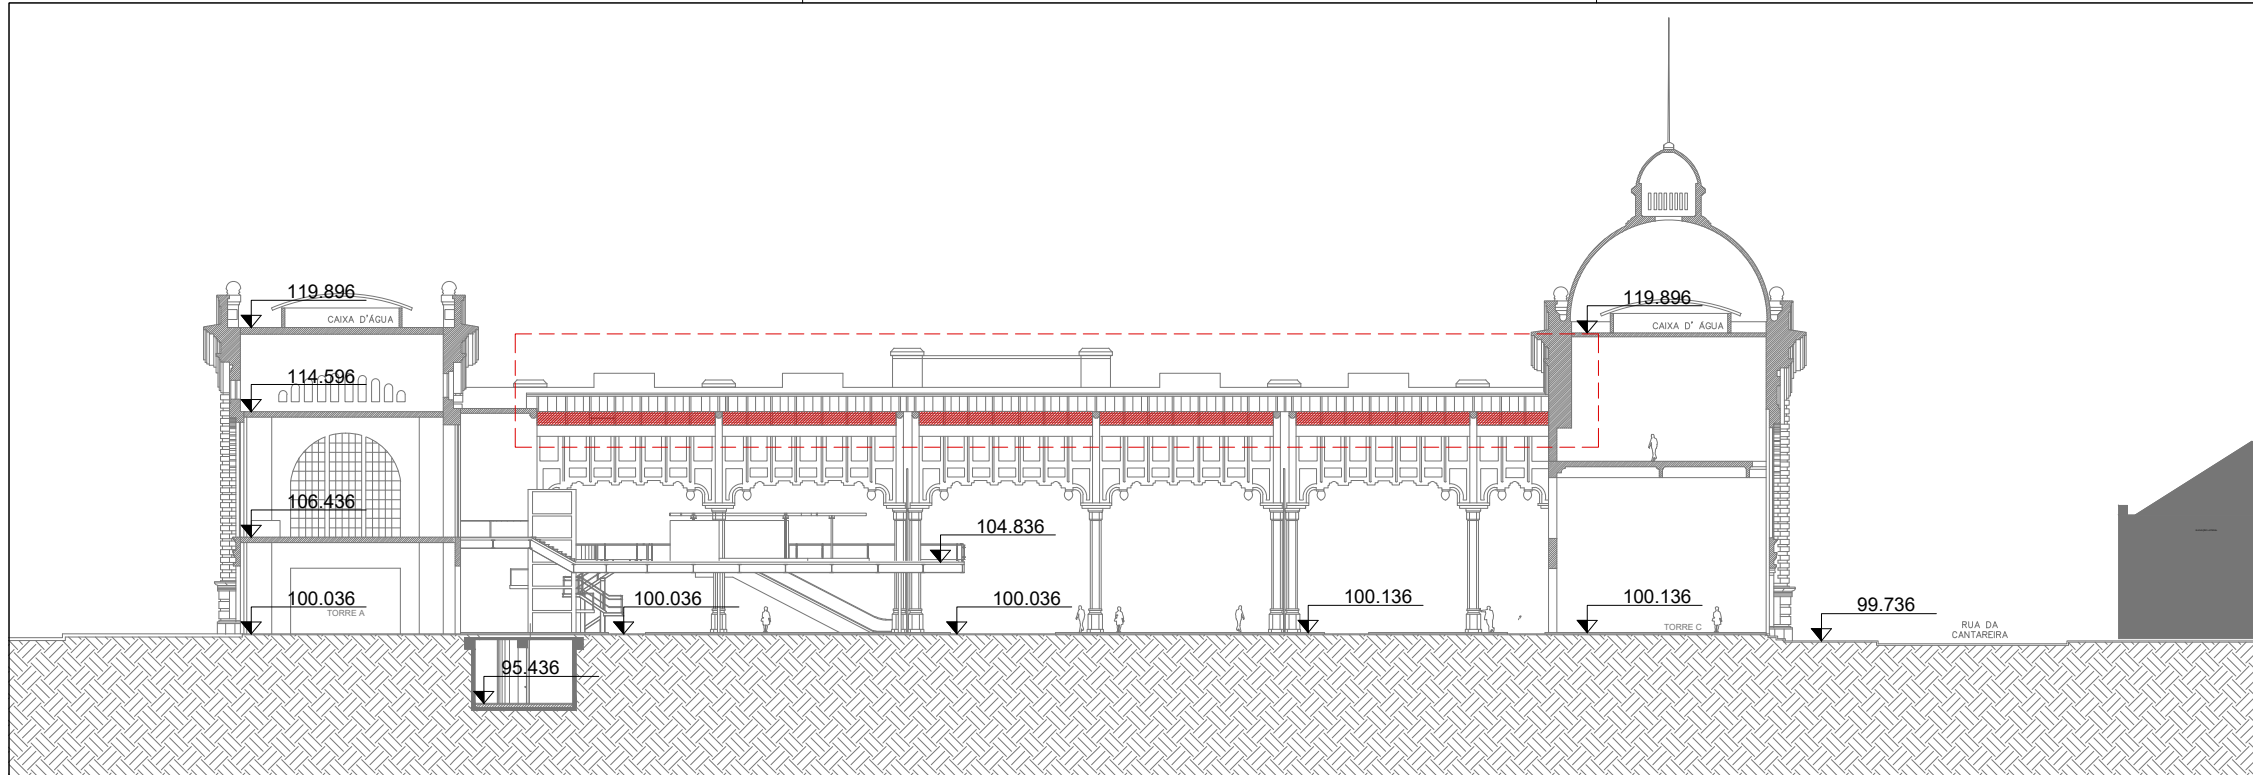 119.896
CAIXA D'ÁGUA
119.896
CAIXA D' ÁGUA
114.596
106.436
104.836
100.036
TORRE A
100.036
100.036
100.136
100.136
TORRE C
99.736
RUA DA
CANTAREIRA
95.436